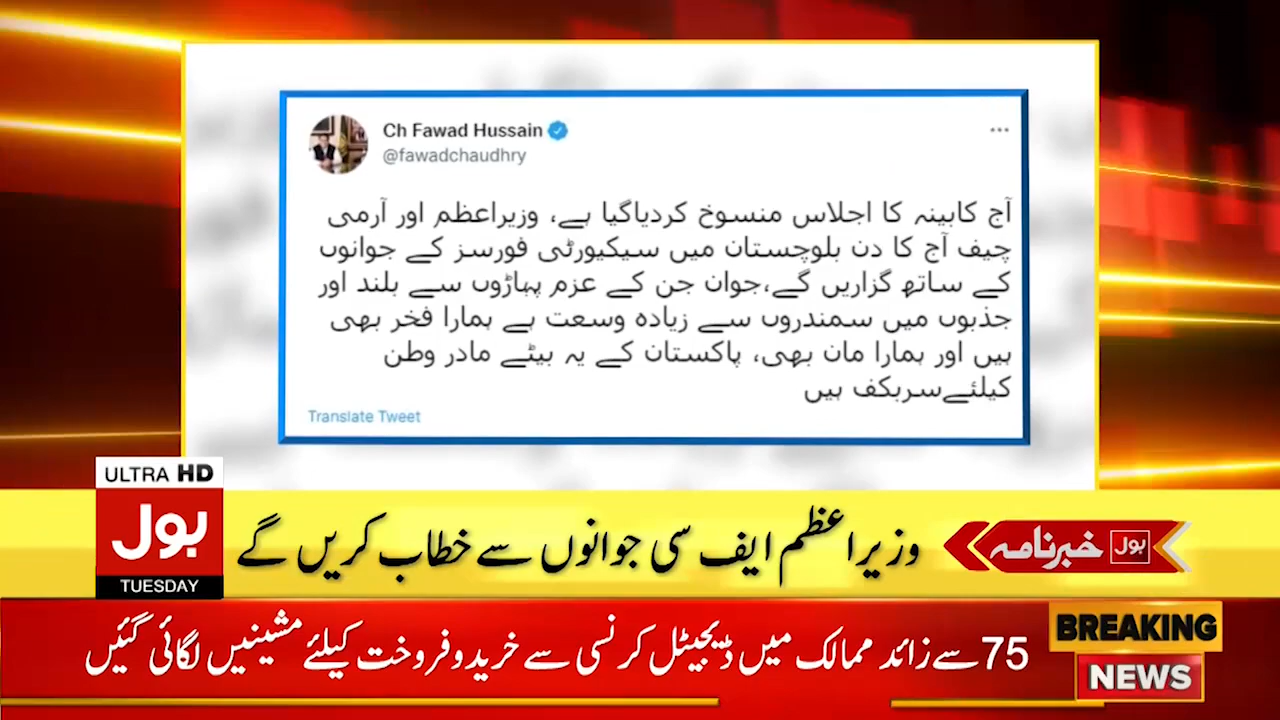 Ch Fawad Hussain
@fawadchaudhry
آج کابینہ کا اجلاس منسوخ کردیاگیا ہے، وزیراعظم اور آرمی
چیف آج کا دن بلوچستان میں سیکیورٹی فورسز کے جوانوں
کے ساتھ گزاریں گے،جوان جن کے عزم پہاڑوں سے بلند اور
جذبوں میں سمندروں سے زیادہ وسعت ہے ہمارا فخر بھی
ہیں اور ہمارا مان بھی، پاکستان کے یہ بیٹے مادر وطن
کیلئےسربکف ہیں
Translate Tweet
ULTRA HD
بول
TUESDAY
بول خبرنامہ
وزیراعظم ایف سی جوانوں سے خطاب کریں گے
BREAKING
NEWS
75 سے زائد ممالک میں ڈیجیٹل کرنسی سے خریدوفروخت کیلئے مشینیں لگائی گئیں